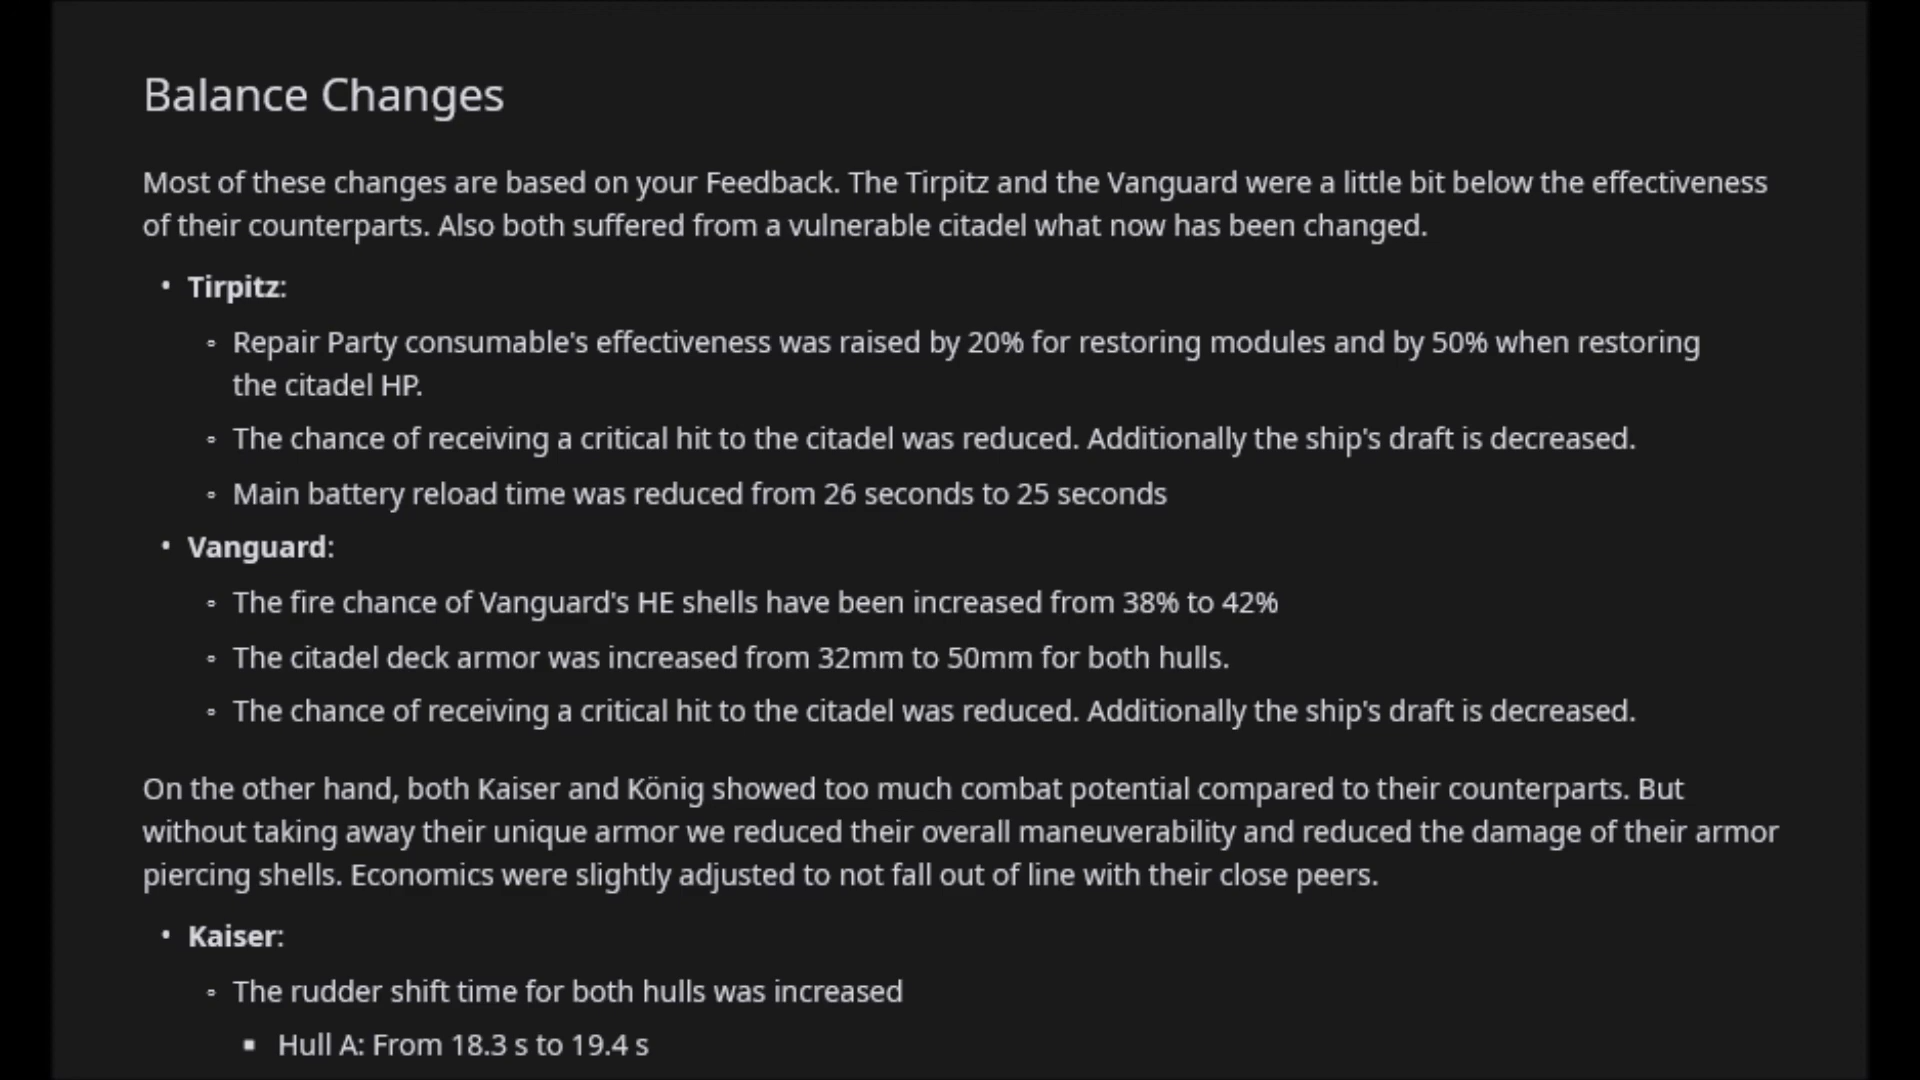 Balance Changes
Most of these changes are based on your Feedback. The Tirpitz and the Vanguard were a little bit below the effectiveness
of their counterparts. Also both suffered from a vulnerable citadel what now has been changed.
• Tirpitz:
◦ Repair Party consumable's effectiveness was raised by 20% for restoring modules and by 50% when restoring
the citadel HP.
◦ The chance of receiving a critical hit to the citadel was reduced. Additionally the ship's draft is decreased.
◦ Main battery reload time was reduced from 26 seconds to 25 seconds
• Vanguard:
◦ The fire chance of Vanguard's HE shells have been increased from 38% to 42%
◦ The citadel deck armor was increased from 32mm to 50mm for both hulls.
◦ The chance of receiving a critical hit to the citadel was reduced. Additionally the ship's draft is decreased.
On the other hand, both Kaiser and König showed too much combat potential compared to their counterparts. But
without taking away their unique armor we reduced their overall maneuverability and reduced the damage of their armor
piercing shells. Economics were slightly adjusted to not fall out of line with their close peers.
• Kaiser:
◦ The rudder shift time for both hulls was increased
▪ Hull A: From 18.3 s to 19.4 s